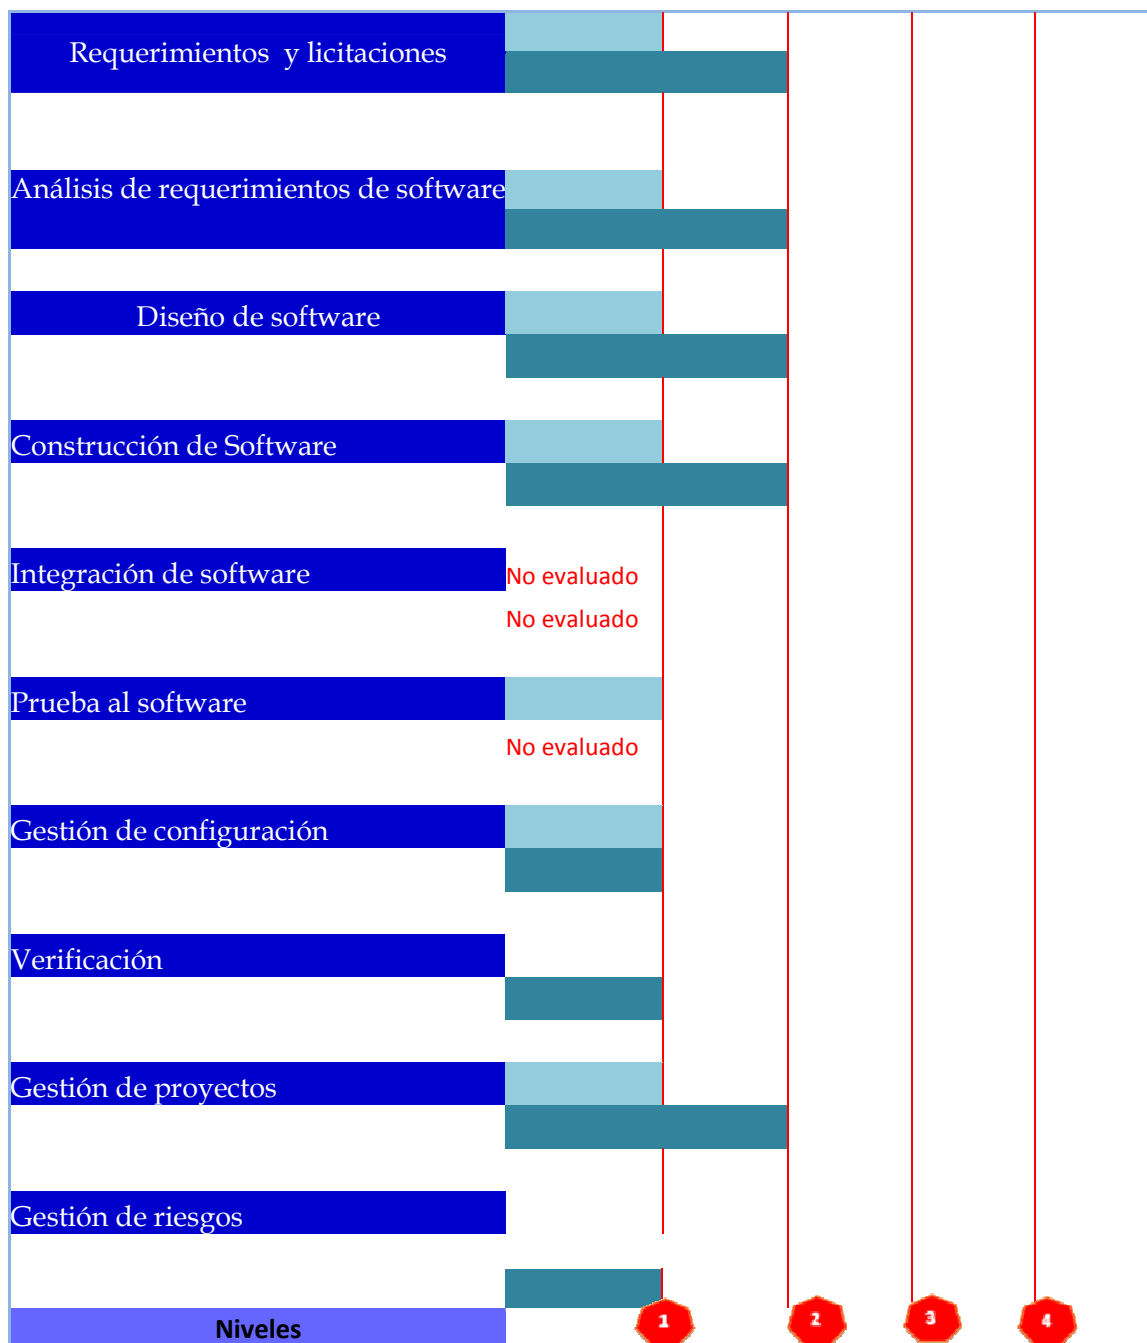 Requerimientos  y licitaciones
Análisis de requerimientos de software
Diseño de software
Construcción de Software
Integración de software
No evaluado
No evaluado
Prueba al software
No evaluado
Gestión de configuración
Verificación
Gestión de proyectos
Gestión de riesgos
Niveles
1
2
3
4